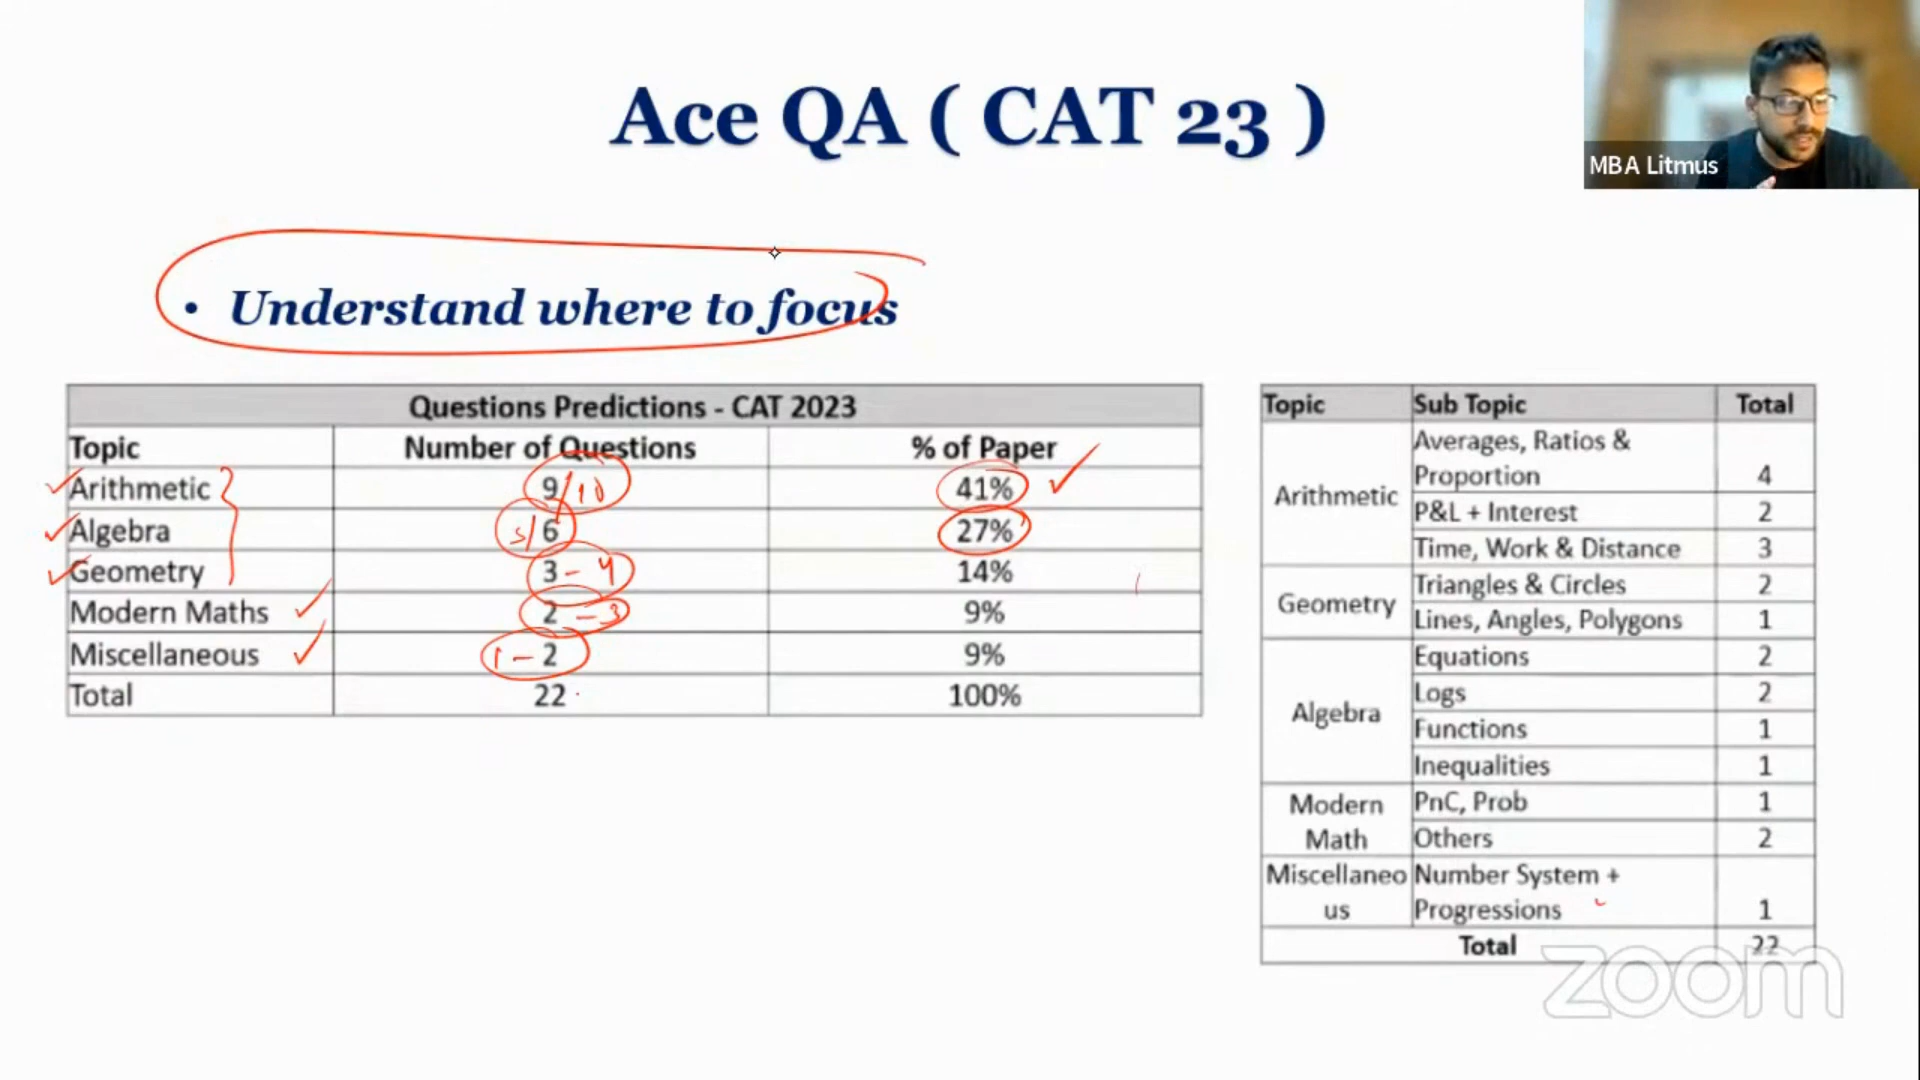 Ace QA ( CAT 23 )
MBA Litmus
• Understand where to focus
Questions Predictions - CAT 2023
Topic Number of Questions % of Paper
Arithmetic 9/10 41%
Algebra 5/6 27%
Geometry 3 - 4 14%
Modern Maths 2 - 3 9%
Miscellaneous 1 - 2 9%
Total 22 100%
Topic Sub Topic Total
Arithmetic
Averages, Ratios &
Proportion 4
P&L + Interest 2
Time, Work & Distance 3
Geometry
Triangles & Circles 2
Lines, Angles, Polygons 1
Algebra
Equations 2
Logs 2
Functions 1
Inequalities 1
Modern
Math
PnC, Prob 1
Others 2
Miscellaneo
us
Number System +
Progressions 1
Total 22
zoom